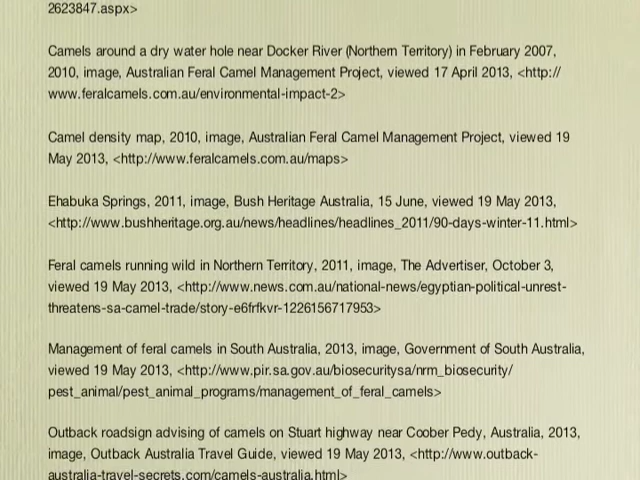 2623847.aspx>
Camels around a dry water hole near Docker River (Northern Territory) in February 2007,
2010, image, Australian Feral Camel Management Project, viewed 17 April 2013, <http://
www.feralcamels.com.au/environmental-impact-2>
Camel density map, 2010, image, Australian Feral Camel Management Project, viewed 19
May 2013, <http://www.feralcamels.com.au/maps>
Ehabuka Springs, 2011, image, Bush Heritage Australia, 15 June, viewed 19 May 2013,
<http://www.bushheritage.org.au/news/headlines/headlines_2011/90-days-winter-11.html>
Feral camels running wild in Northern Territory, 2011, image, The Advertiser, October 3,
viewed 19 May 2013, <http://www.news.com.au/national-news/egyptian-political-unrest-
threatens-sa-camel-trade/story-e6frfkvr-1226156717953>
Management of feral camels in South Australia, 2013, image, Government of South Australia,
viewed 19 May 2013, <http://www.pir.sa.gov.au/biosecuritysa/nrm_biosecurity/
pest_animal/pest_animal_programs/management_of_feral_camels>
Outback roadsign advising of camels on Stuart highway near Coober Pedy, Australia, 2013,
image, Outback Australia Travel Guide, viewed 19 May 2013, <http://www.outback-
australia-travel-secrets.com/camels-australia.html>